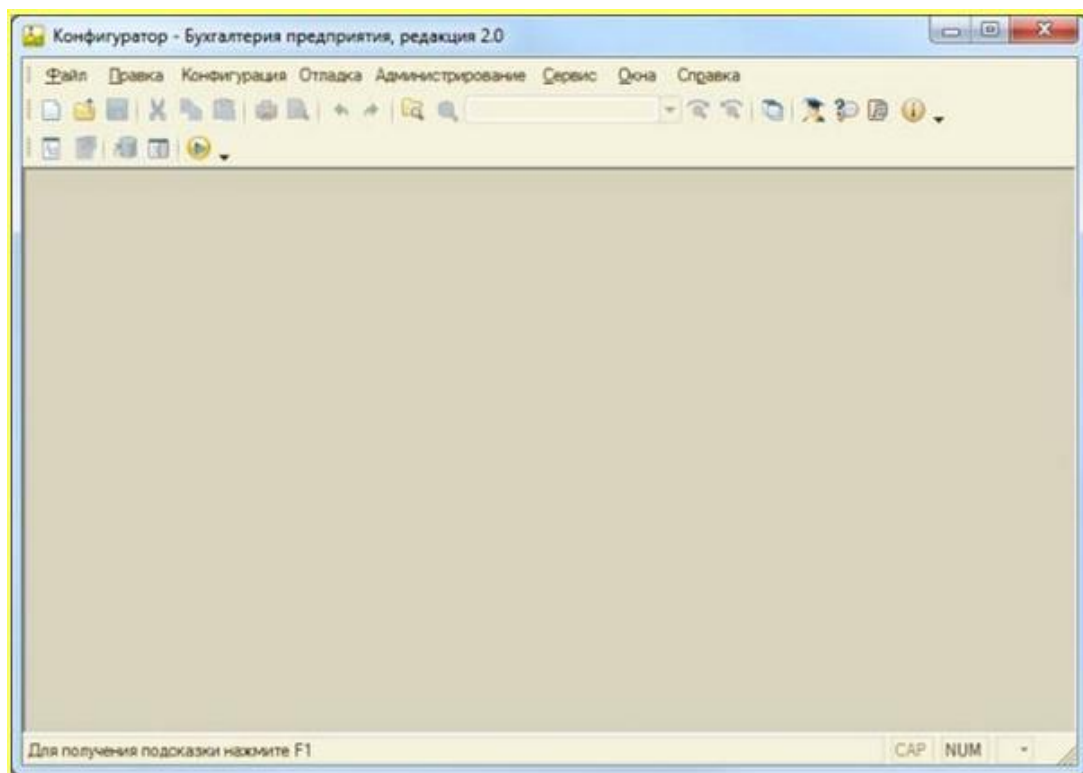 Конфигуратор - Бухгалтерия предприятия, редакция 2.0
Файл Правка Конфигурация Отладка Администрирование Сервис Окна Справка
Для получения подсказки нажмите F1 CAP NUM